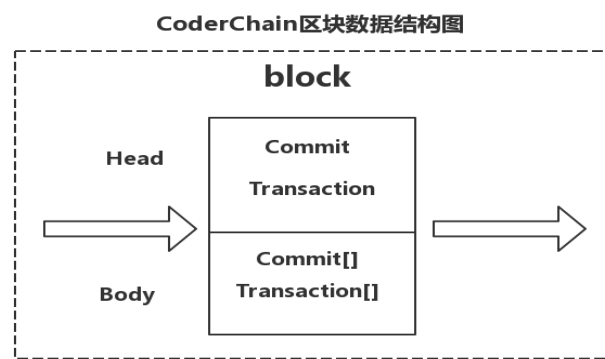 CoderChain区块数据结构图
block
Head
Commit
Transaction
Body
Commit[]
Transaction[]